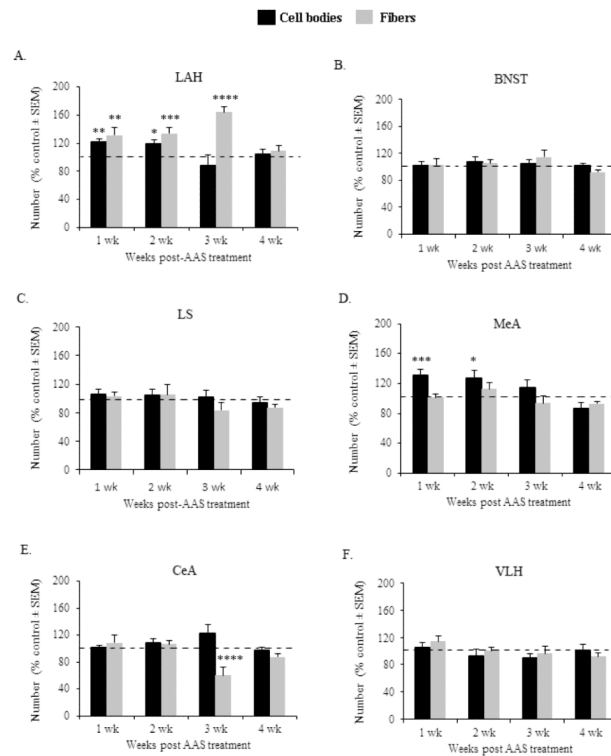 Cell bodies Fibers
A.
LAH
Number (% control ± SEM)
200
160
120
80
40
0
** ** * *** ****
1 wk 2 wk 3 wk 4 wk
Weeks post-AAS treatment
B.
BNST
Number (% control ± SEM)
200
160
120
80
40
0
1 wk 2 wk 3 wk 4 wk
Weeks post AAS treatment
C.
LS
Number (% control ± SEM)
200
160
120
80
40
0
1 wk 2 wk 3 wk 4 wk
Weeks post-AAS treatment
D.
MeA
Number (% control ± SEM)
200
160
120
80
40
0
*** *
1 wk 2 wk 3 wk 4 wk
Weeks post AAS treatment
E.
CeA
Number (% control ± SEM)
200
160
120
80
40
0
****
1 wk 2 wk 3 wk 4 wk
Weeks post AAS treatment
F.
VLH
Number (% control ± SEM)
200
160
120
80
40
0
1 wk 2 wk 3 wk 4 wk
Weeks post AAS treatment